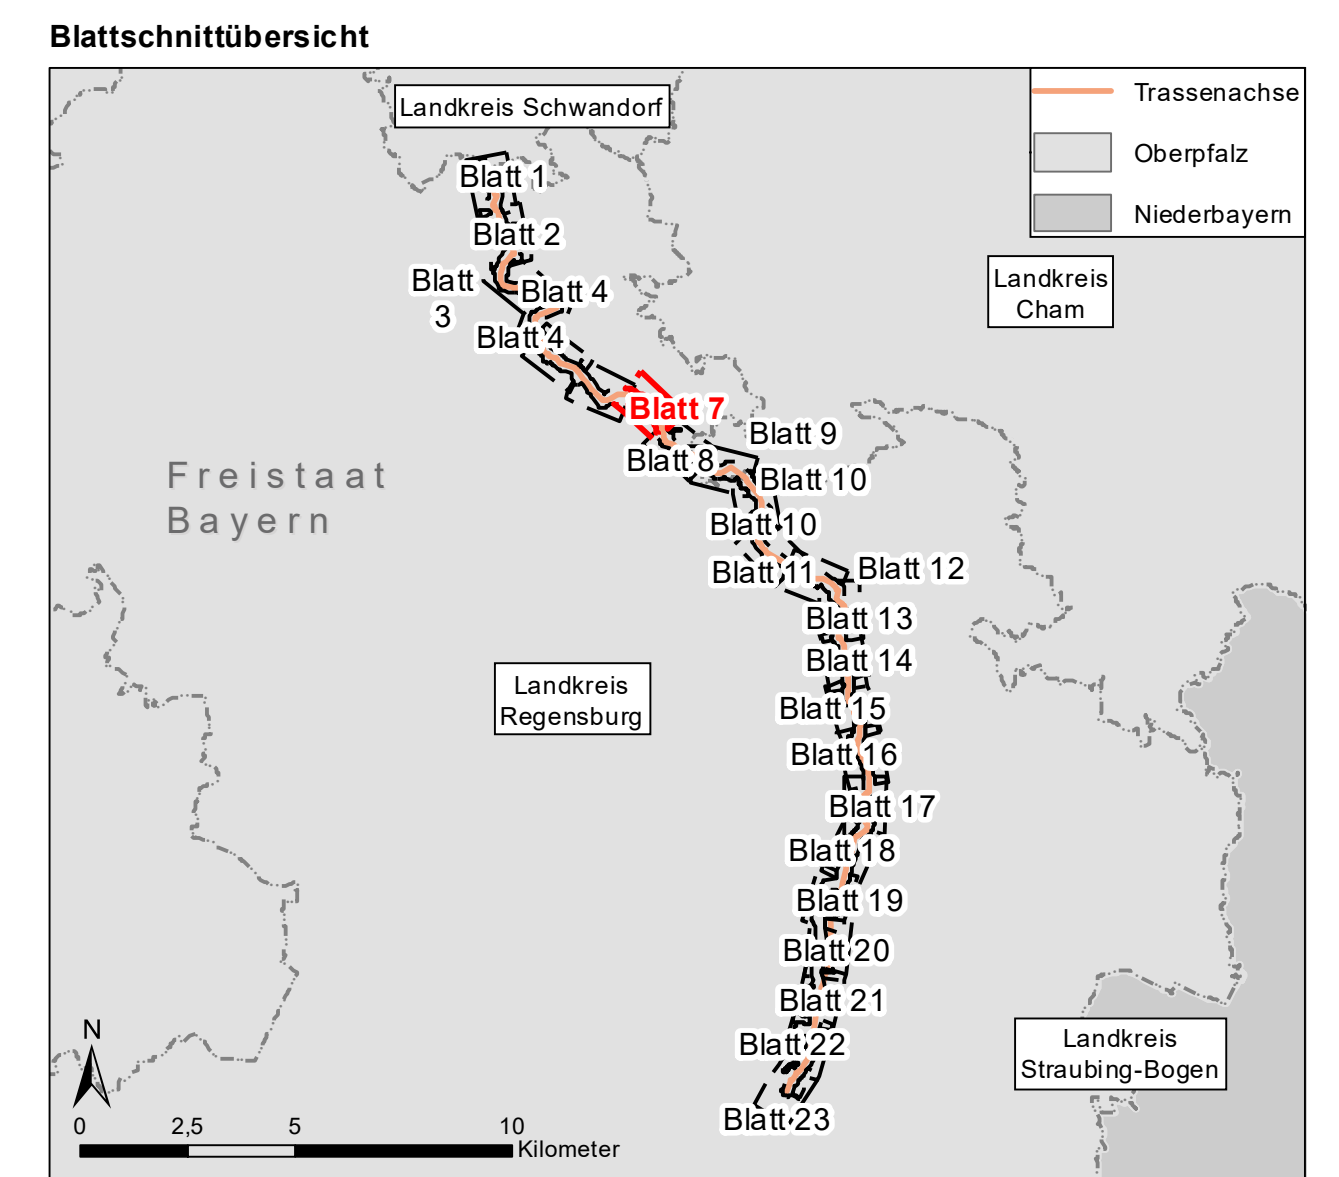 Blattschnittübersicht
Trassenachse
Oberpfalz
Niederbayern
Landkreis Schwandorf
Landkreis
Cham
Blatt 1
Blatt 2
Blatt
3
Blatt 4
Blatt 4
Blatt 7
Blatt 8
Blatt 9
Blatt 10
Blatt 10
Blatt 11
Blatt 12
Blatt 13
Blatt 14
Blatt 15
Blatt 16
Blatt 17
Blatt 18
Blatt 19
Blatt 20
Blatt 21
Blatt 22
Blatt 23
Freistaat
Bayern
Landkreis
Regensburg
Landkreis
Straubing-Bogen
N
0 2,5 5 10
Kilometer